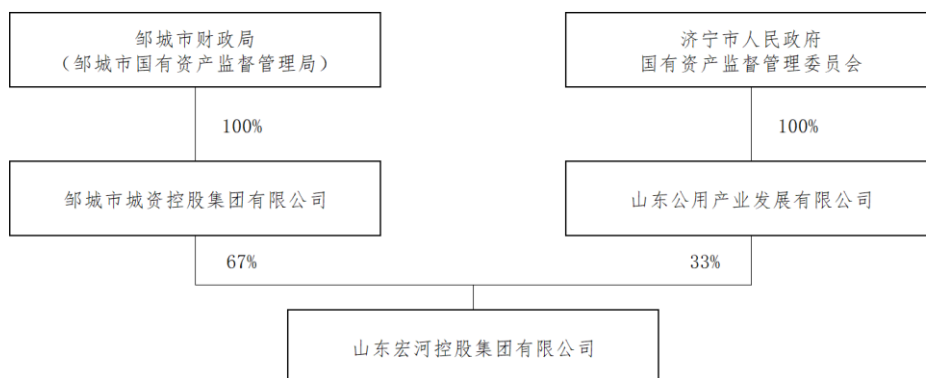 邹城市财政局
（邹城市国有资产监督管理局）
济宁市人民政府
国有资产监督管理委员会
100%
100%
邹城市城资控股集团有限公司
山东公用产业发展有限公司
67%
33%
山东宏河控股集团有限公司